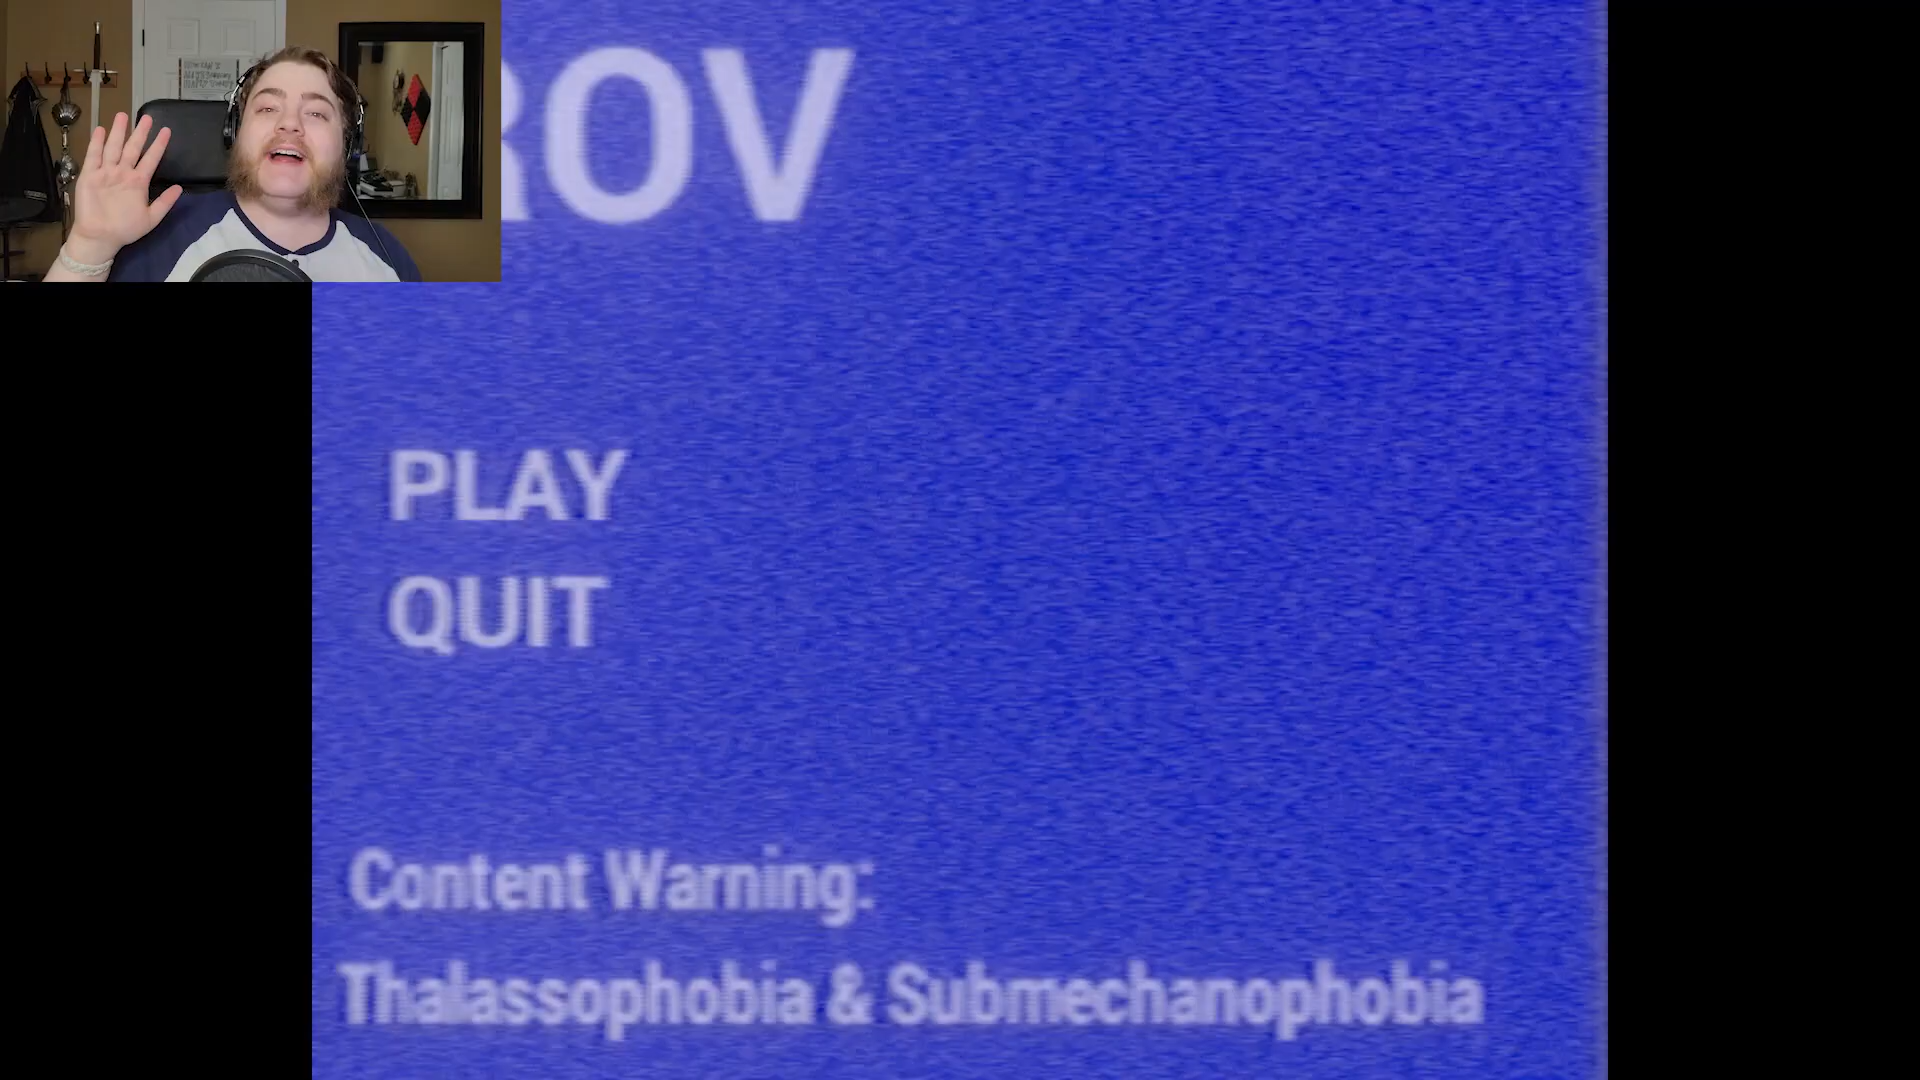 ROV
PLAY
QUIT
Content Warning:
Thalassophobia & Submechanophobia